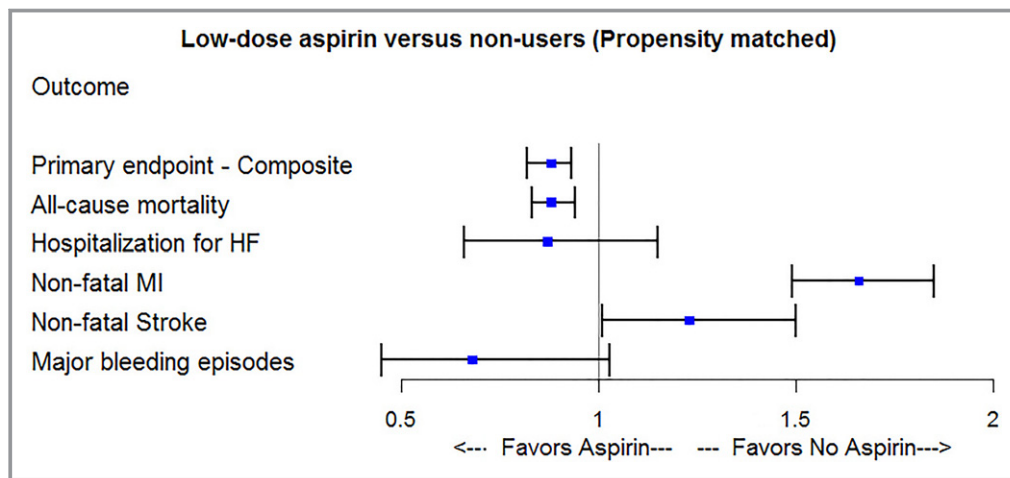 Low-dose aspirin versus non-users (Propensity matched)
Outcome
Primary endpoint - Composite
All-cause mortality
Hospitalization for HF
Non-fatal MI
Non-fatal Stroke
Major bleeding episodes
0.5 1 1.5 2
<--- Favors Aspirin--- --- Favors No Aspirin--->